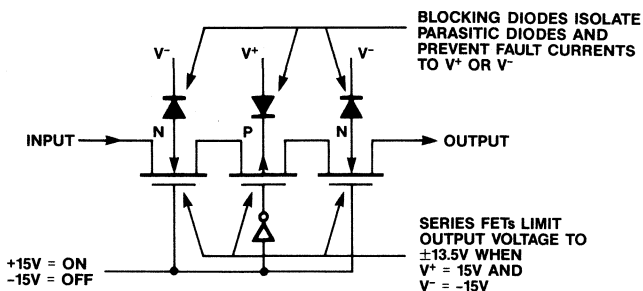 BLOCKING DIODES ISOLATE
PARASITIC DIODES AND
PREVENT FAULT CURRENTS
TO V+ OR V−
V−
V+
V−
N
P
N
INPUT
OUTPUT
SERIES FETs LIMIT
OUTPUT VOLTAGE TO
±13.5V WHEN
V+ = 15V AND
V− = −15V
+15V = ON
−15V = OFF